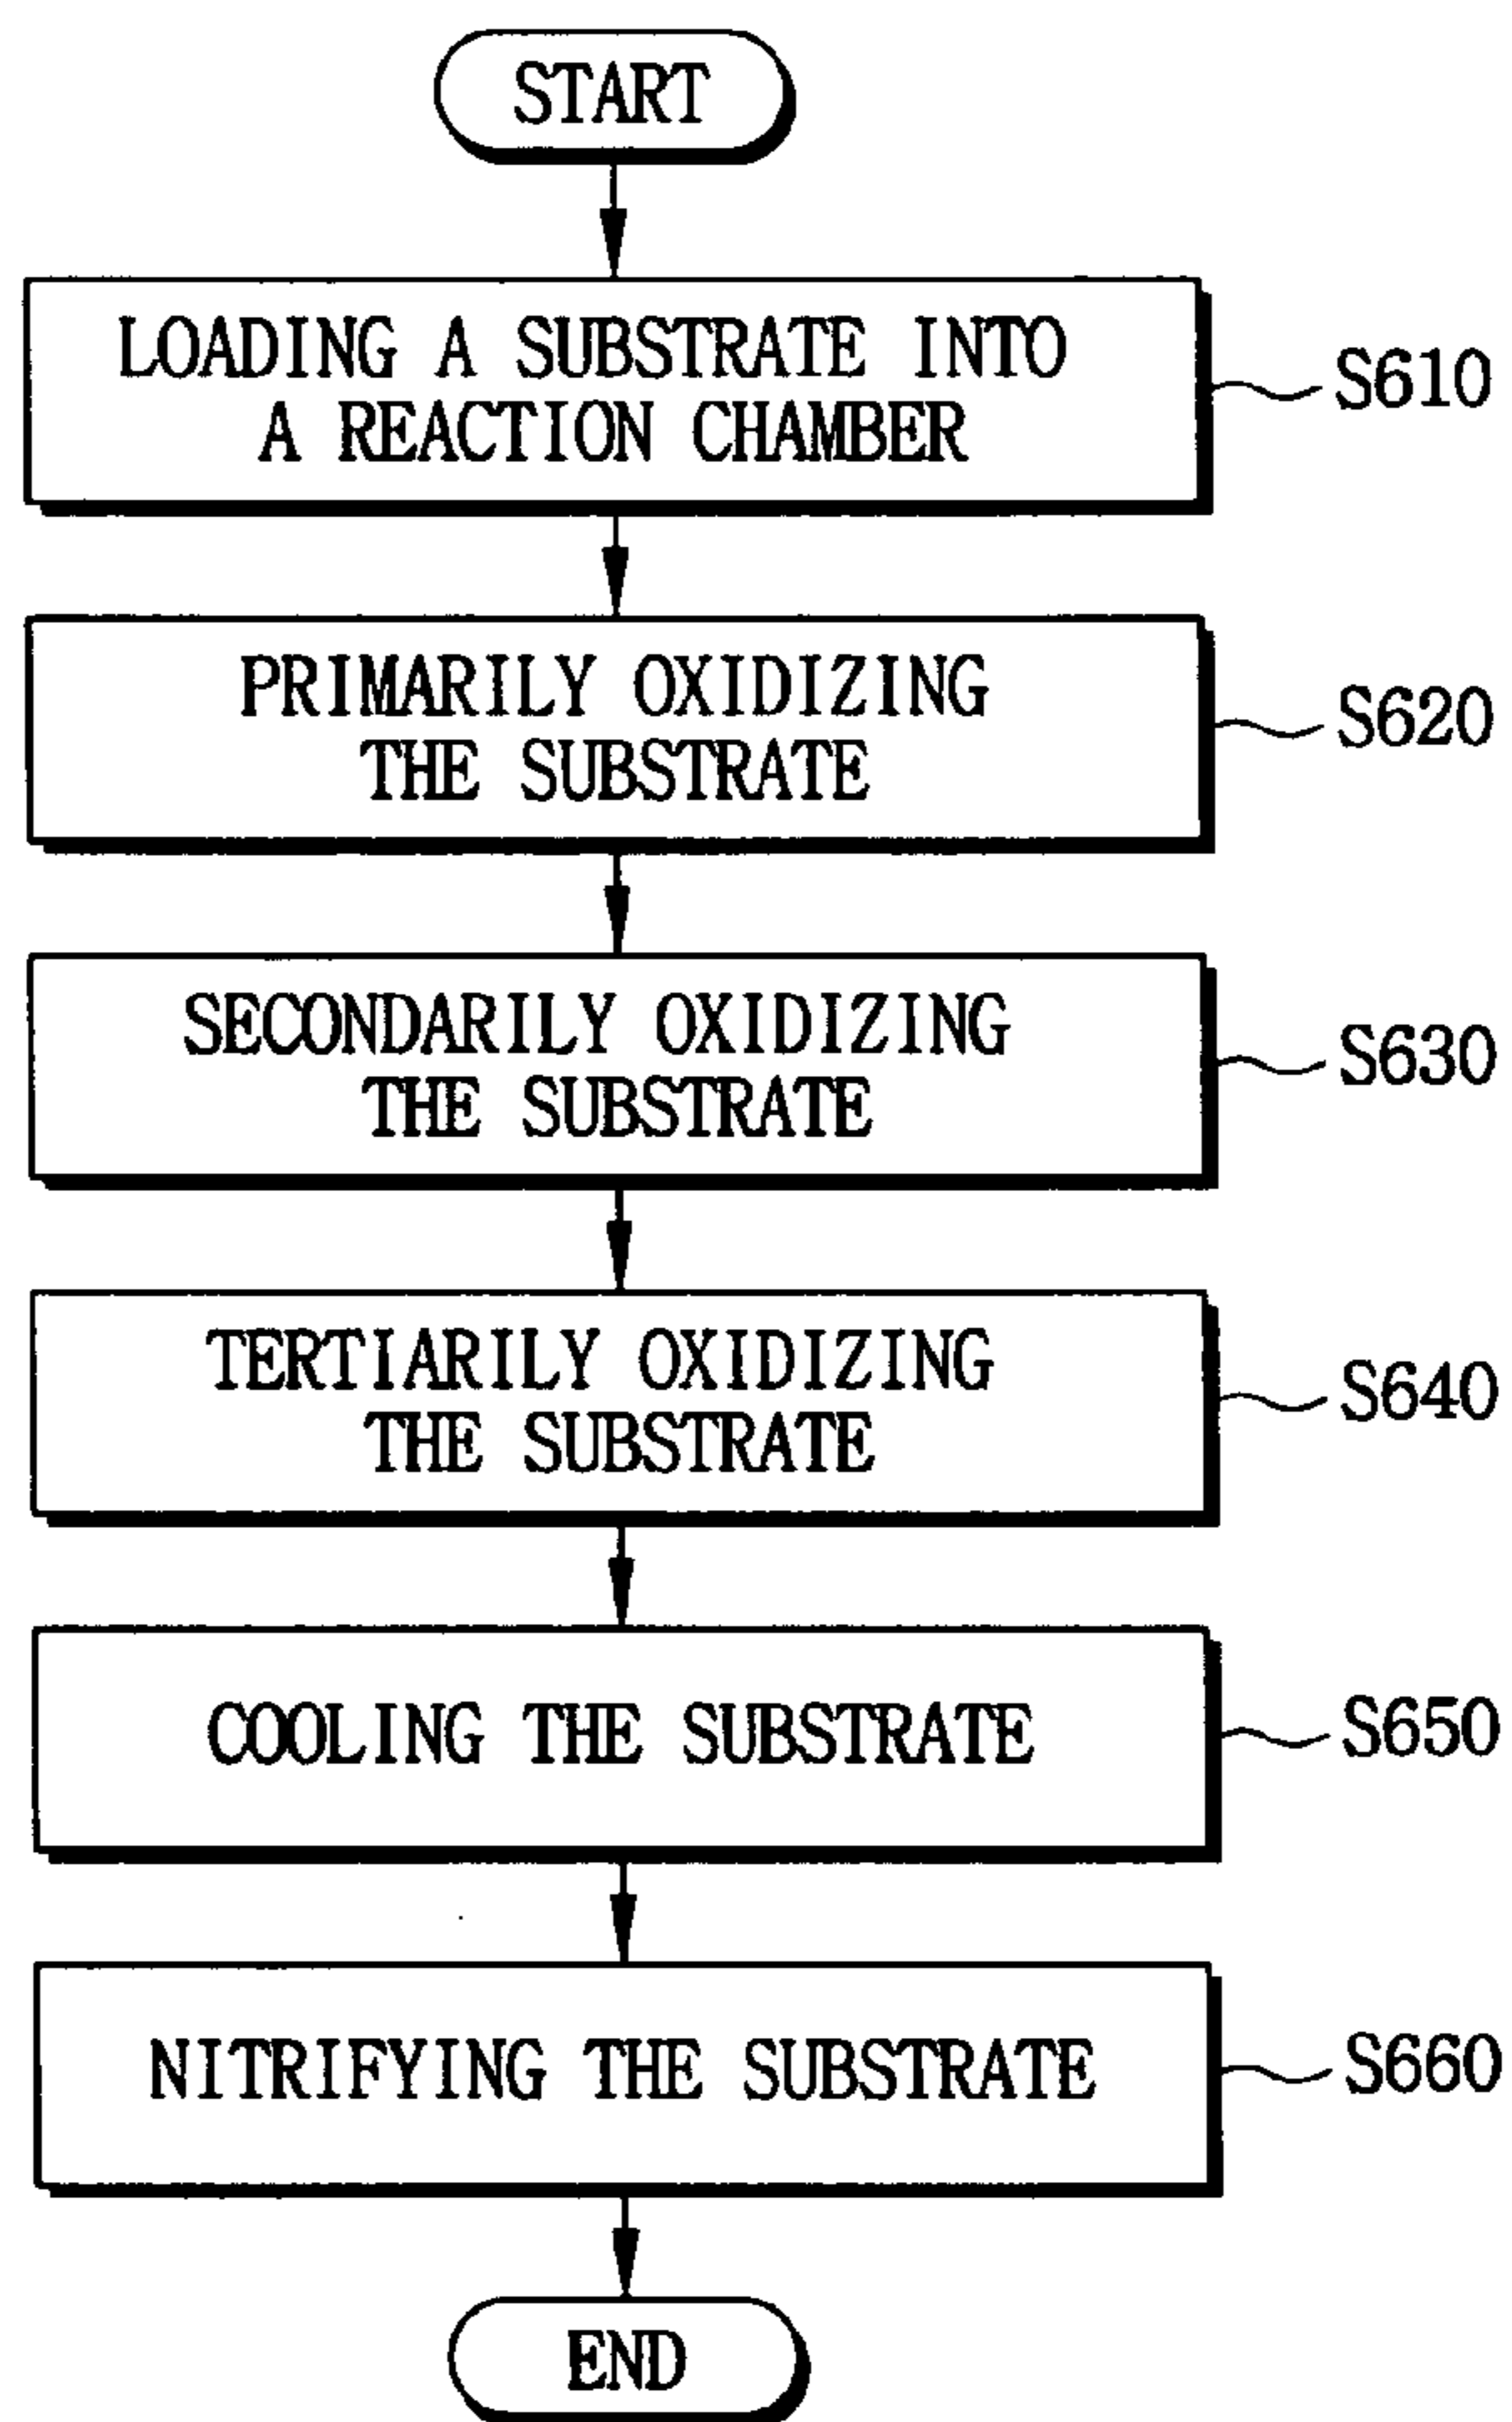 START
LOADING A SUBSTRATE INTO
A REACTION CHAMBER
S610
PRIMARILY OXIDIZING
THE SUBSTRATE
S620
SECONDARILY OXIDIZING
THE SUBSTRATE
S630
TERTIARILY OXIDIZING
THE SUBSTRATE
S640
COOLING THE SUBSTRATE
S650
NITRIFYING THE SUBSTRATE
S660
END